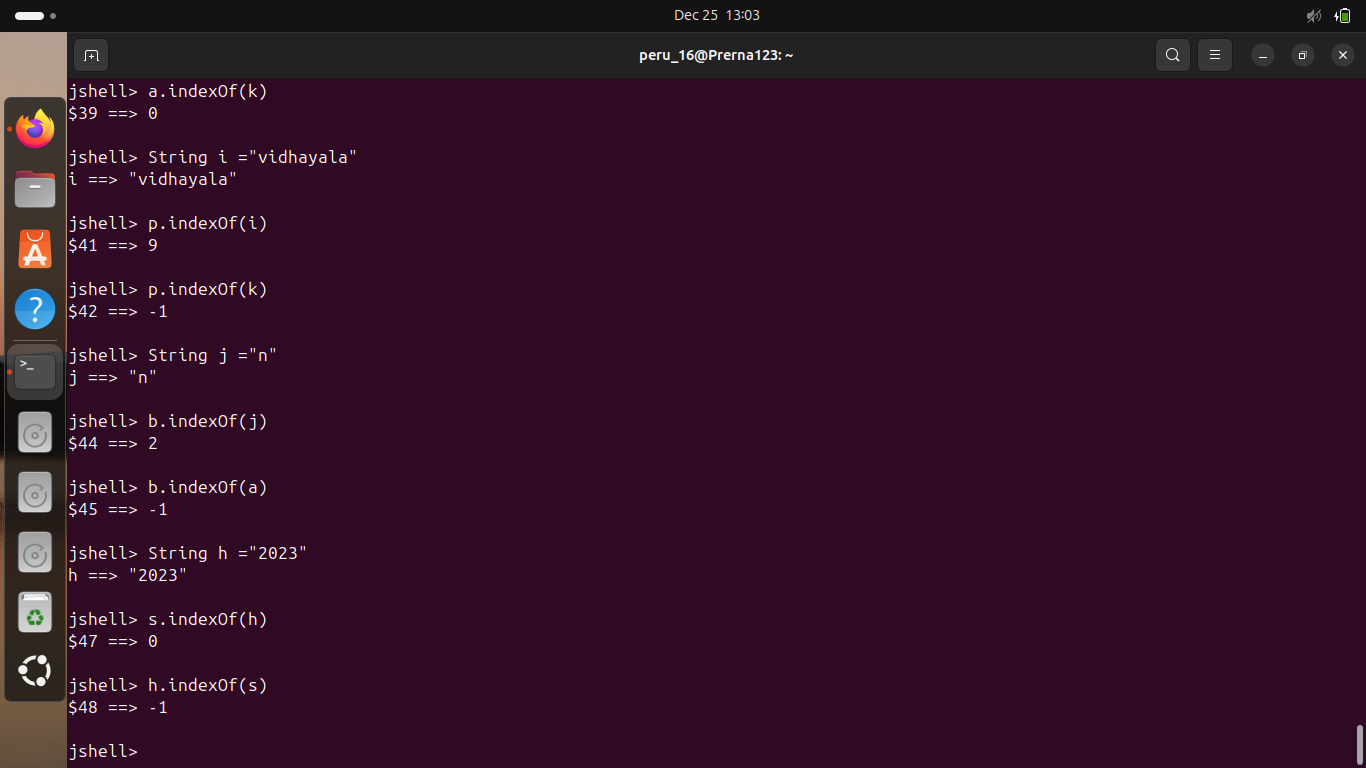 Dec 25 13:03
peru_16@Prerna123: ~
jshell> a.indexOf(k)
$39 ==> 0
jshell> String i ="vidhayala"
i ==> "vidhayala"
jshell> p.indexOf(i)
$41 ==> 9
jshell> p.indexOf(k)
$42 ==> -1
jshell> String j ="n"
j ==> "n"
jshell> b.indexOf(j)
$44 ==> 2
jshell> b.indexOf(a)
$45 ==> -1
jshell> String h ="2023"
h ==> "2023"
jshell> s.indexOf(h)
$47 ==> 0
jshell> h.indexOf(s)
$48 ==> -1
jshell>